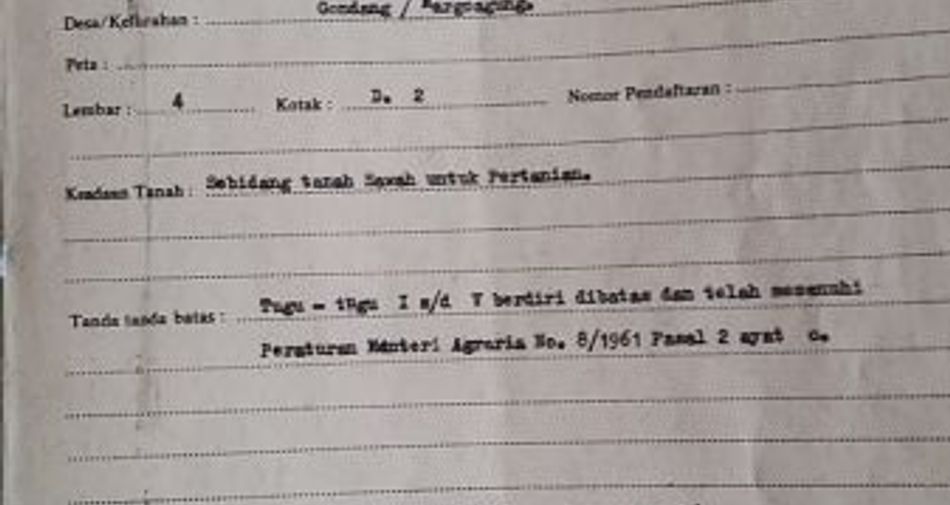 Desa/Kelurahan : Gondang / Margoagung.
Peta :
Lembar : 4 Kotak : D. 2 Nomor Pendaftaran :
Keadaan Tanah : Sebidang tanah Sawah untuk Pertanian.
Tanda tanda batas : Tugu - tugu I s/d V berdiri dibatas dan telah memenuhi
Peraturan Menteri Agraria No. 8/1961 Pasal 2 ayat c.